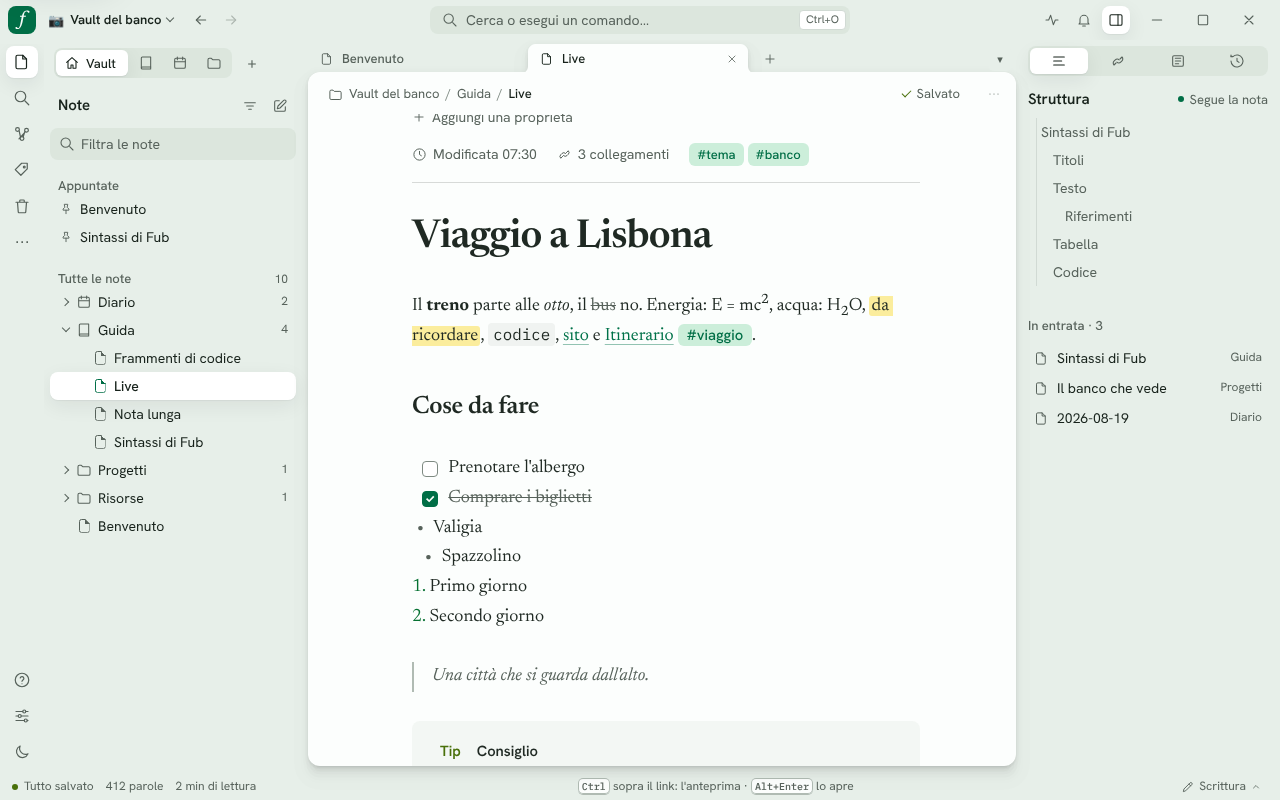 Vault del banco
Cerca o esegui un comando…
Ctrl+O
Vault
Note
Filtra le note
Appuntate
Benvenuto
Sintassi di Fub
Tutte le note 10
Diario 2
Guida 4
Frammenti di codice
Live
Nota lunga
Sintassi di Fub
Progetti 1
Risorse 1
Benvenuto
Benvenuto
Live
Vault del banco / Guida / Live
Salvato
Aggiungi una proprietà
Modificata 07:30
3 collegamenti
#tema
#banco
Viaggio a Lisbona
Il treno parte alle otto, il bus no. Energia: E = mc², acqua: H₂O, da
ricordare, codice, sito e Itinerario #viaggio.
Cose da fare
Prenotare l'albergo
Comprare i biglietti
• Valigia
• Spazzolino
1. Primo giorno
2. Secondo giorno
Una città che si guarda dall'alto.
Tip Consiglio
Struttura
Segue la nota
Sintassi di Fub
Titoli
Testo
Riferimenti
Tabella
Codice
In entrata · 3
Sintassi di Fub Guida
Il banco che vede Progetti
2026-08-19 Diario
Tutto salvato
412 parole
2 min di lettura
Ctrl sopra il link: l'anteprima · Alt+Enter lo apre
Scrittura